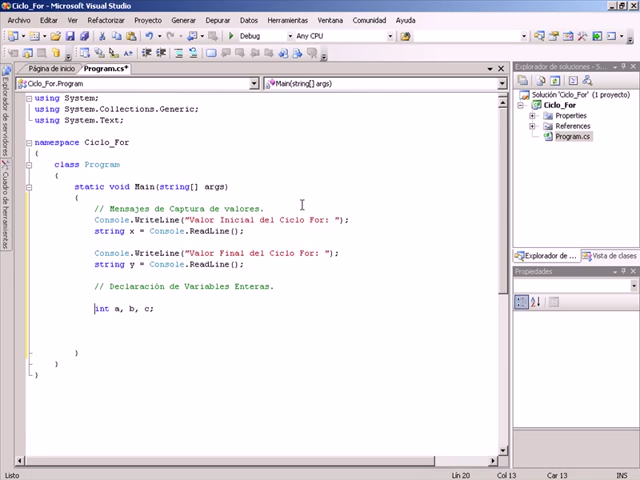 Ciclo_For - Microsoft Visual Studio
Archivo Editar Ver Refactorizar Proyecto Generar Depurar Datos Herramientas Ventana Comunidad Ayuda
Debug Any CPU
Página de inicio Program.cs*
Ciclo_For.Program Main(string[] args)
using System;
using System.Collections.Generic;
using System.Text;
namespace Ciclo_For
{
class Program
{
static void Main(string[] args)
{
// Mensajes de Captura de valores.
Console.WriteLine("Valor Inicial del Ciclo For: ");
string x = Console.ReadLine();
Console.WriteLine("Valor Final del Ciclo For: ");
string y = Console.ReadLine();
// Declaración de Variables Enteras.
int a, b, c;
}
}
}
Explorador de servidores
Cuadro de herramientas
Explorador de soluciones - S...
Solución 'Ciclo_For' (1 proyecto)
Ciclo_For
Properties
References
Program.cs
Explorador de ... Vista de clases
Propiedades
Listo Lín 20 Col 13 Car 13 INS